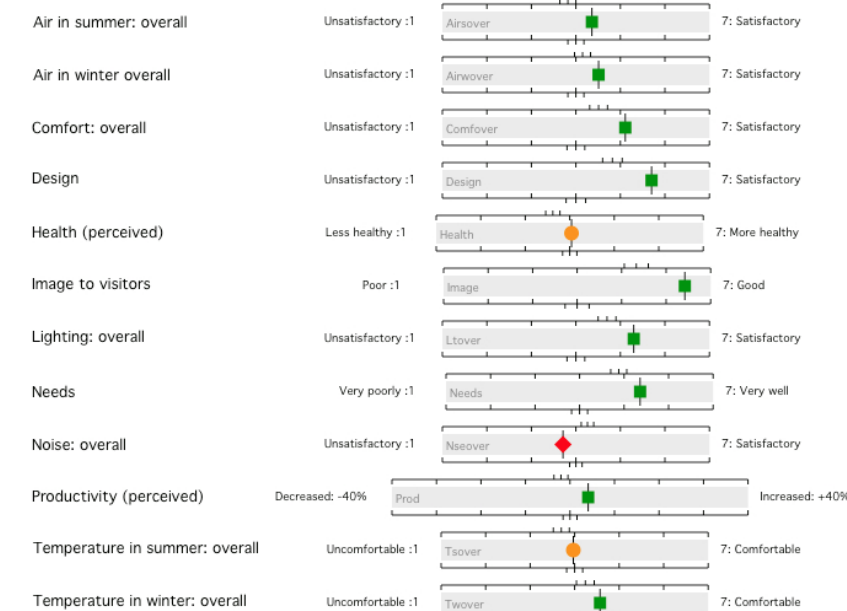 Air in summer: overall Unsatisfactory :1 Airsover 7: Satisfactory
Air in winter overall Unsatisfactory :1 Airwover 7: Satisfactory
Comfort: overall Unsatisfactory :1 Comfover 7: Satisfactory
Design Unsatisfactory :1 Design 7: Satisfactory
Health (perceived) Less healthy :1 Health 7: More healthy
Image to visitors Poor :1 Image 7: Good
Lighting: overall Unsatisfactory :1 Ltover 7: Satisfactory
Needs Very poorly :1 Needs 7: Very well
Noise: overall Unsatisfactory :1 Nseover 7: Satisfactory
Productivity (perceived) Decreased: -40% Prod Increased: +40%
Temperature in summer: overall Uncomfortable :1 Tsover 7: Comfortable
Temperature in winter: overall Uncomfortable :1 Twover 7: Comfortable